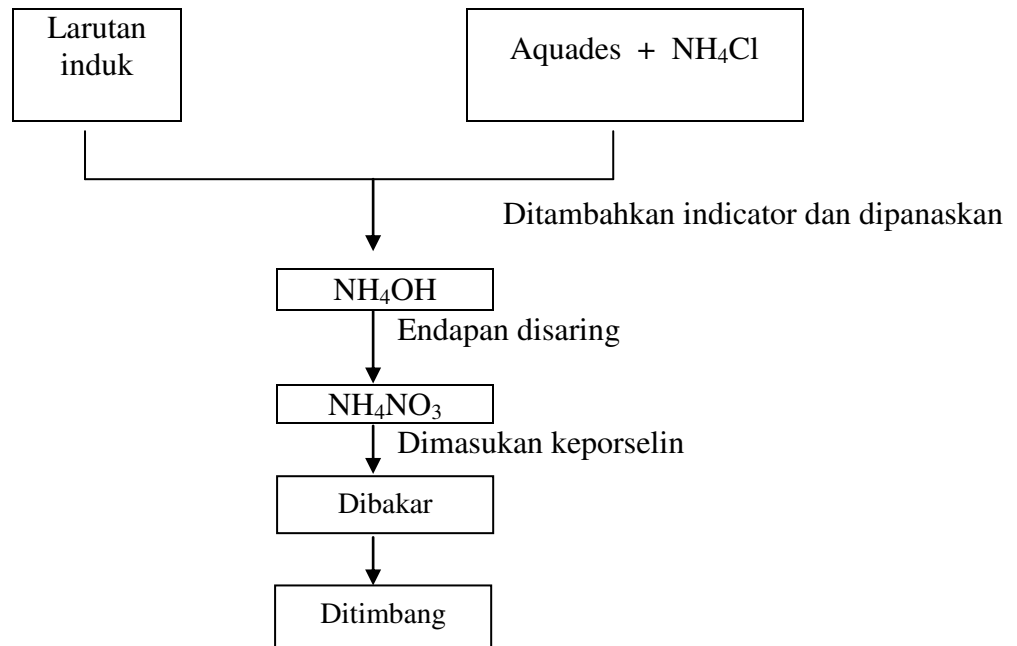 Larutan
induk
Aquades + NH₄Cl
Ditambahkan indicator dan dipanaskan
NH₄OH
Endapan disaring
NH₄NO₃
Dimasukan keporselin
Dibakar
Ditimbang